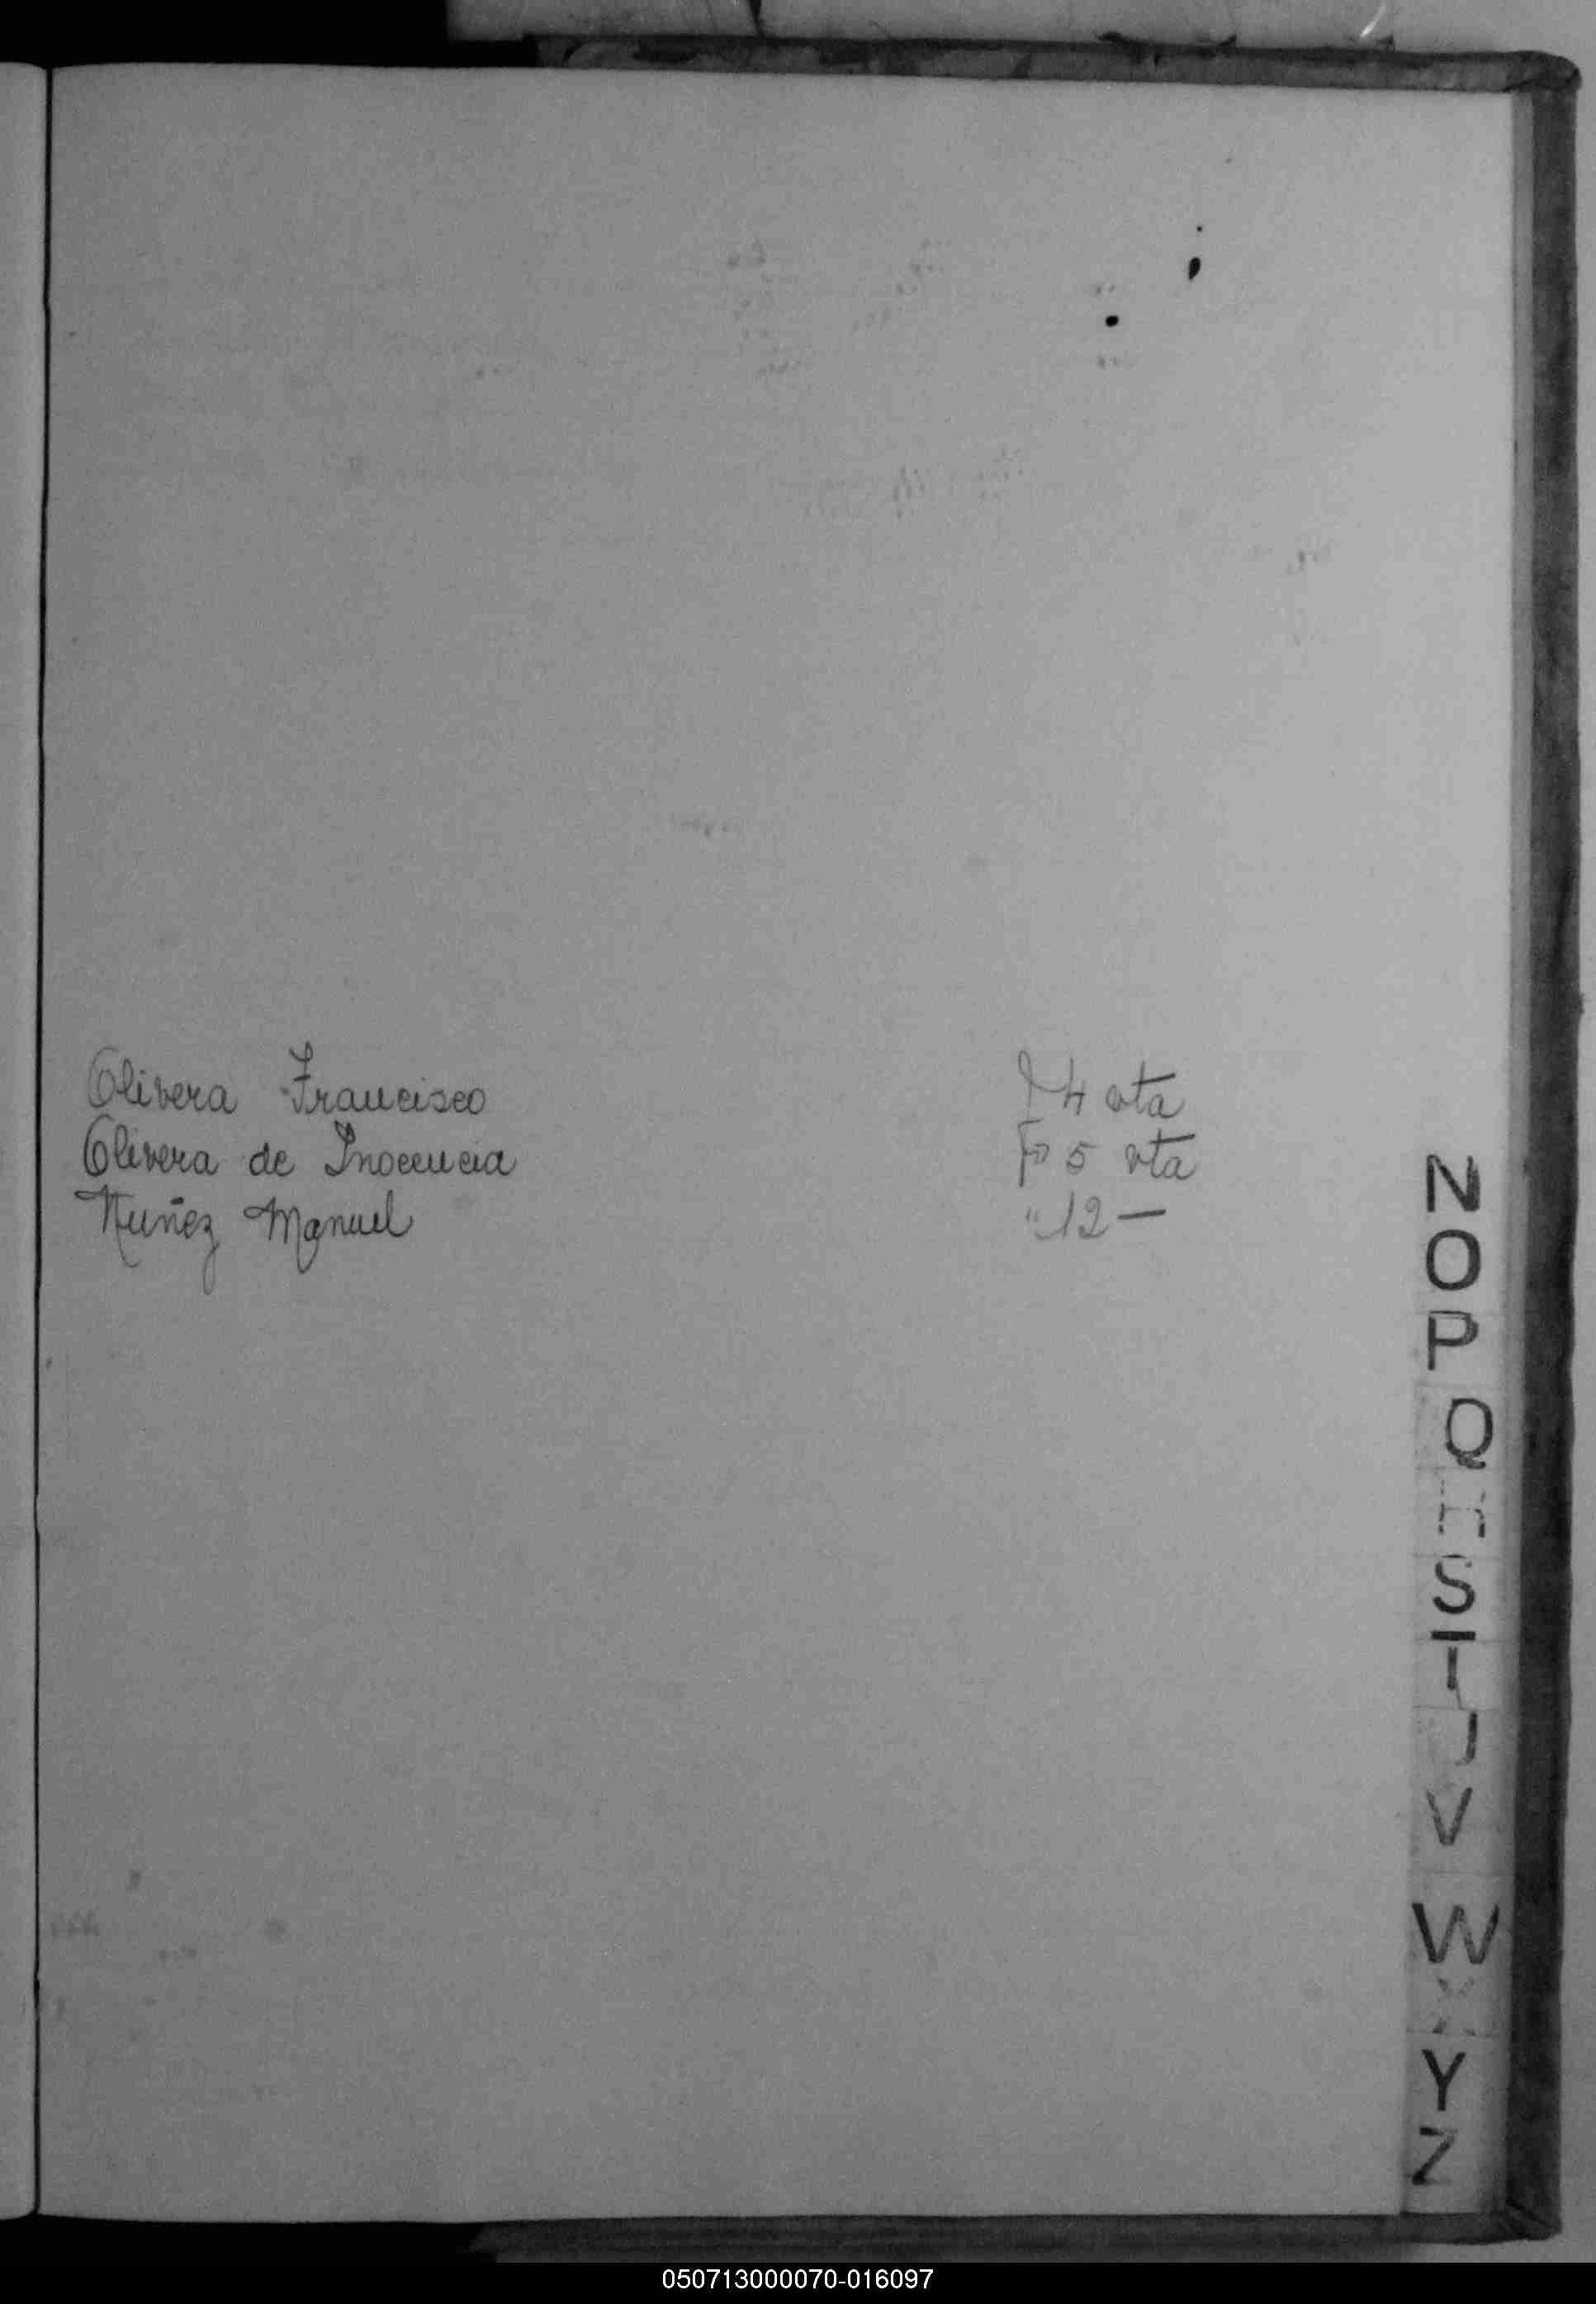 Olivera Francisco F 4 vta
Olivera de Inocencia Fº 5 vta
Nuñez Manuel " 12 —
N
O
P
Q
S
T
V
W
X
Y
Z
050713000070-016097